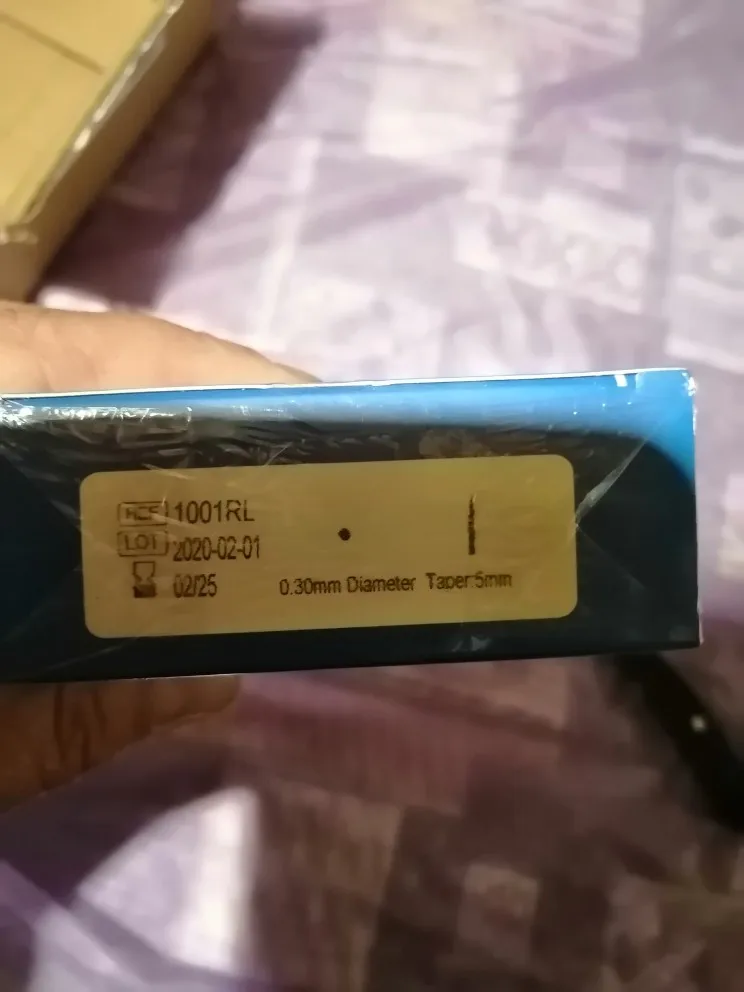 REF 1001RL
LOT 2020-02-01
02/25
0.30mm Diameter Taper:5mm